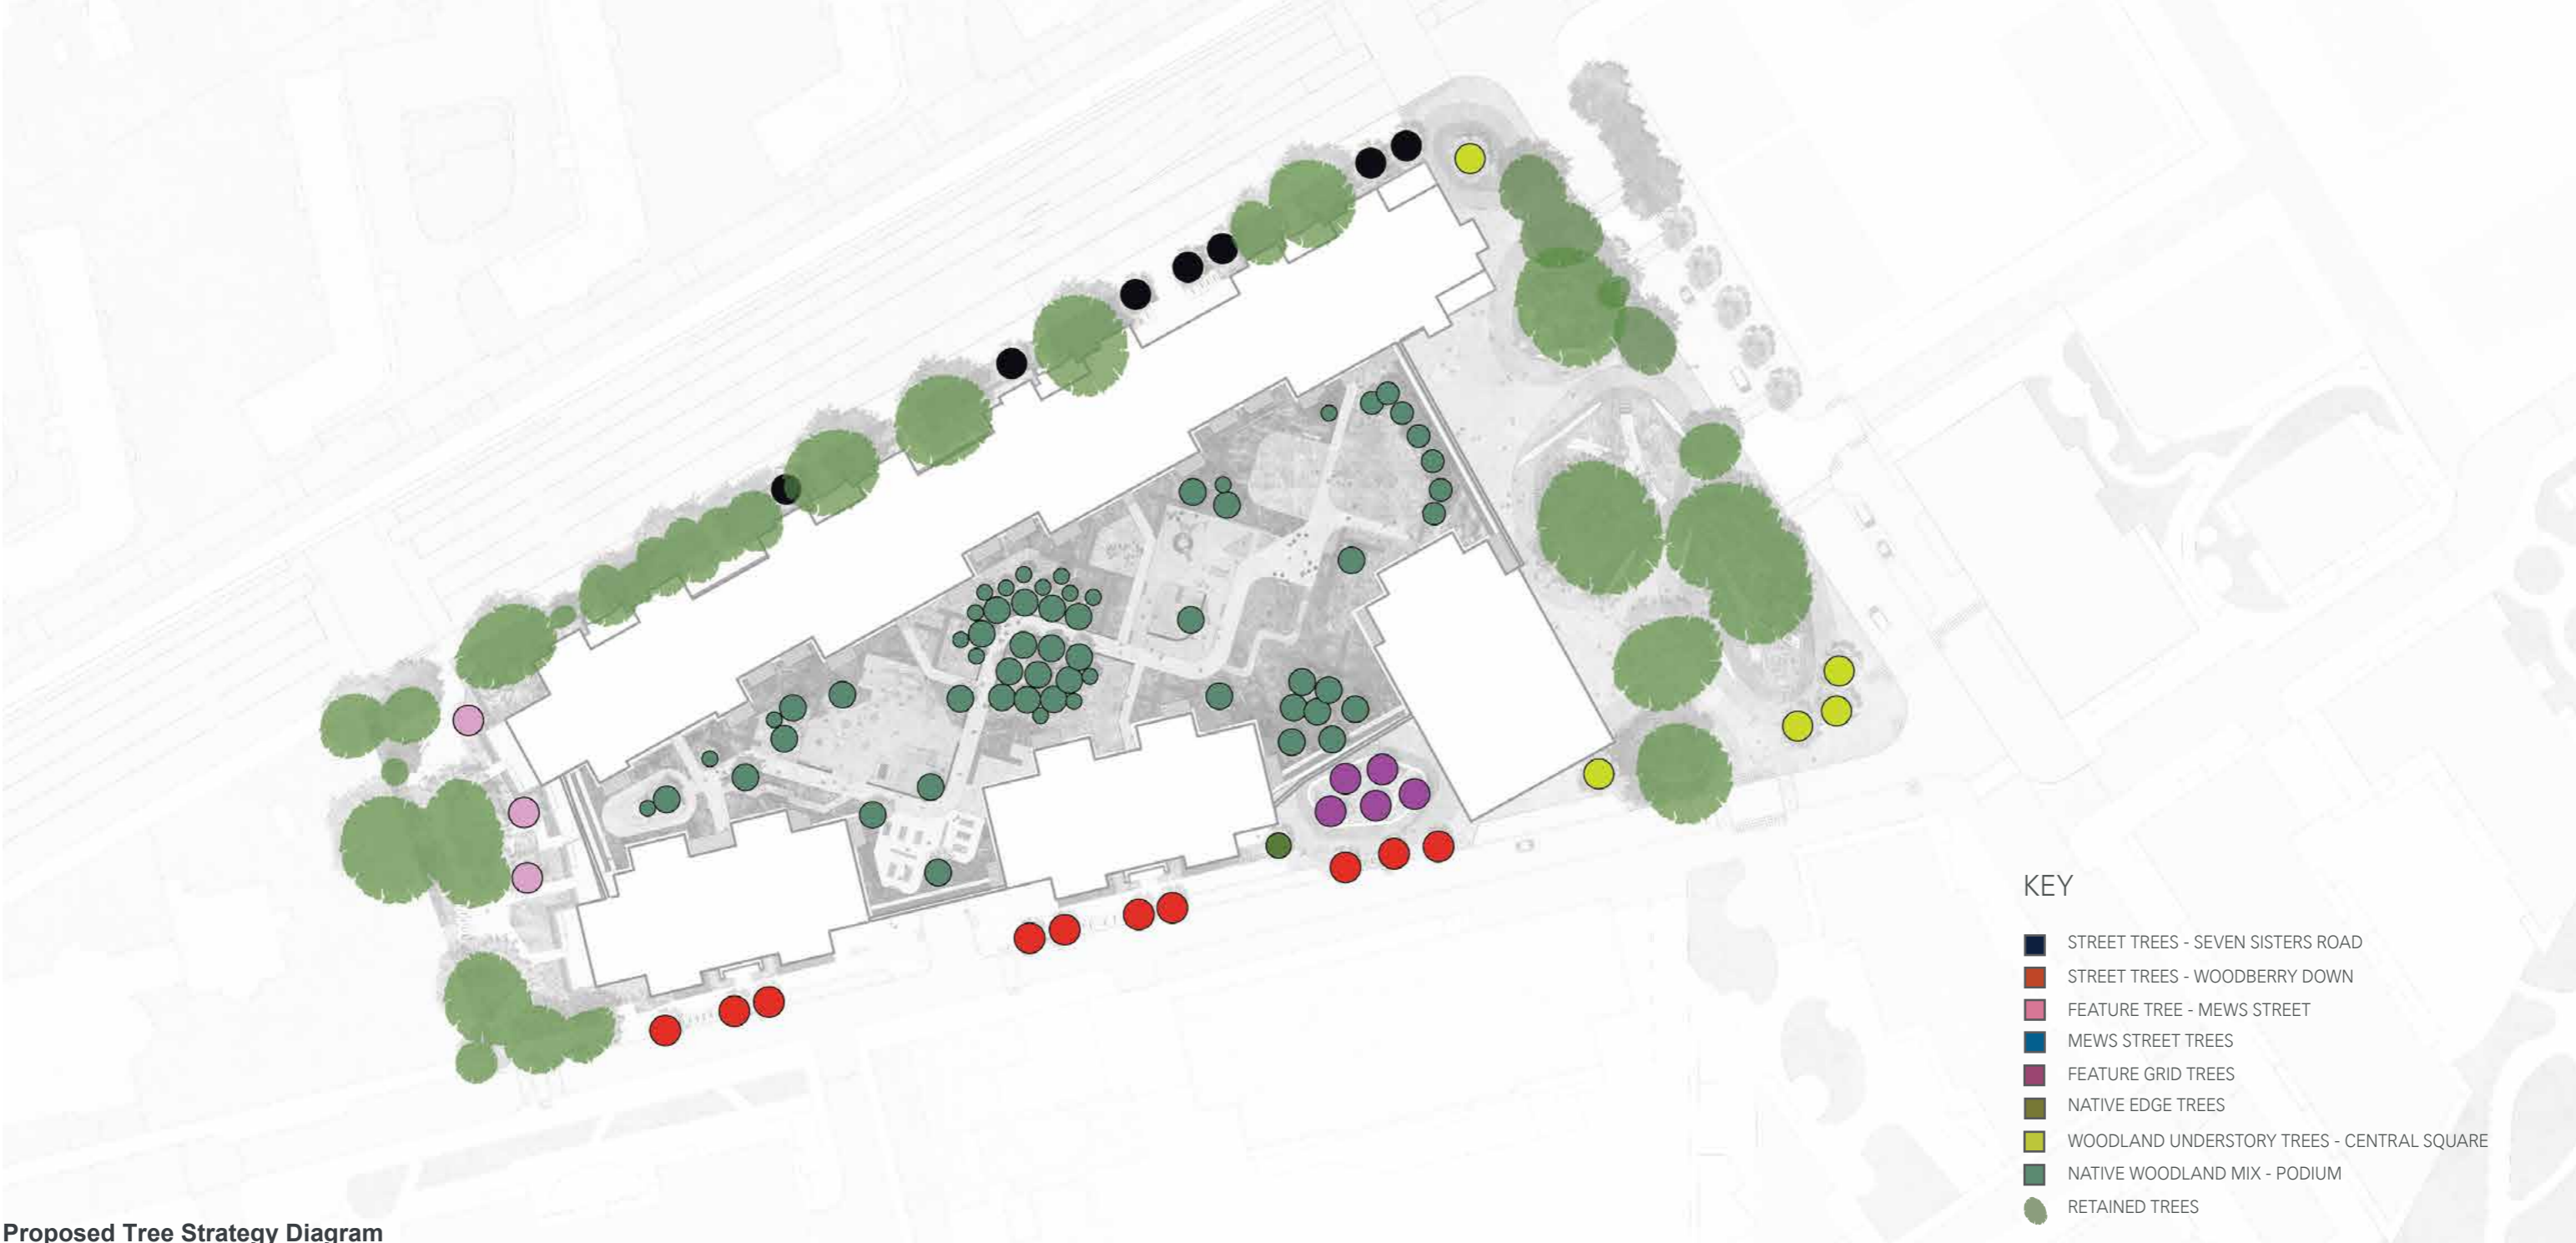 KEY
STREET TREES - SEVEN SISTERS ROAD
STREET TREES - WOODBERRY DOWN
FEATURE TREE - MEWS STREET
MEWS STREET TREES
FEATURE GRID TREES
NATIVE EDGE TREES
WOODLAND UNDERSTORY TREES - CENTRAL SQUARE
NATIVE WOODLAND MIX - PODIUM
RETAINED TREES
Proposed Tree Strategy Diagram